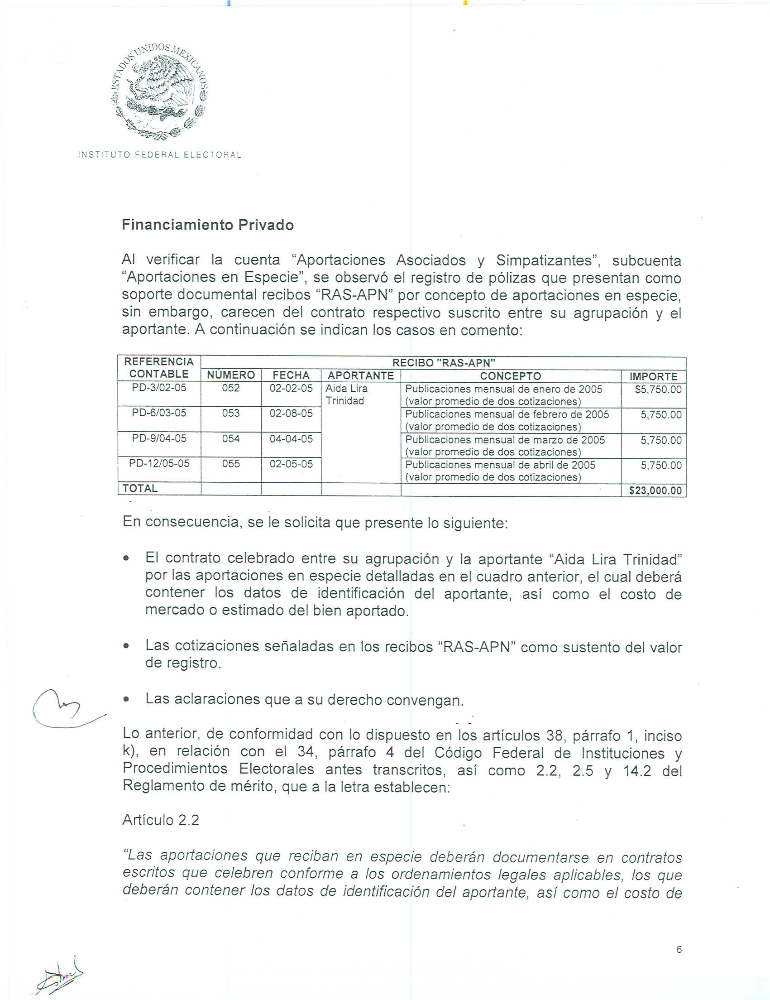 ESTADOS UNIDOS MEXICANOS
INSTITUTO FEDERAL ELECTORAL
Financiamiento Privado
Al verificar la cuenta “Aportaciones Asociados y Simpatizantes”, subcuenta
“Aportaciones en Especie”, se observó el registro de pólizas que presentan como
soporte documental recibos “RAS-APN” por concepto de aportaciones en especie,
sin embargo, carecen del contrato respectivo suscrito entre su agrupación y el
aportante. A continuación se indican los casos en comento:
REFERENCIA CONTABLE RECIBO "RAS-APN"
NÚMERO FECHA APORTANTE CONCEPTO IMPORTE
PD-3/02-05 052 02-02-05 Aida Lira Publicaciones mensual de enero de 2005 $5,750.00
Trinidad (valor promedio de dos cotizaciones)
PD-6/03-05 053 02-08-05 Publicaciones mensual de febrero de 2005 5,750.00
(valor promedio de dos cotizaciones)
PD-9/04-05 054 04-04-05 Publicaciones mensual de marzo de 2005 5,750.00
(valor promedio de dos cotizaciones)
PD-12/05-05 055 02-05-05 Publicaciones mensual de abril de 2005 5,750.00
(valor promedio de dos cotizaciones)
TOTAL $23,000.00
En consecuencia, se le solicita que presente lo siguiente:
• El contrato celebrado entre su agrupación y la aportante “Aida Lira Trinidad”
por las aportaciones en especie detalladas en el cuadro anterior, el cual deberá
contener los datos de identificación del aportante, así como el costo de
mercado o estimado del bien aportado.
• Las cotizaciones señaladas en los recibos “RAS-APN” como sustento del valor
de registro.
• Las aclaraciones que a su derecho convengan.
Lo anterior, de conformidad con lo dispuesto en los artículos 38, párrafo 1, inciso
k), en relación con el 34, párrafo 4 del Código Federal de Instituciones y
Procedimientos Electorales antes transcritos, así como 2.2, 2.5 y 14.2 del
Reglamento de mérito, que a la letra establecen:
Artículo 2.2
“Las aportaciones que reciban en especie deberán documentarse en contratos
escritos que celebren conforme a los ordenamientos legales aplicables, los que
deberán contener los datos de identificación del aportante, así como el costo de
6